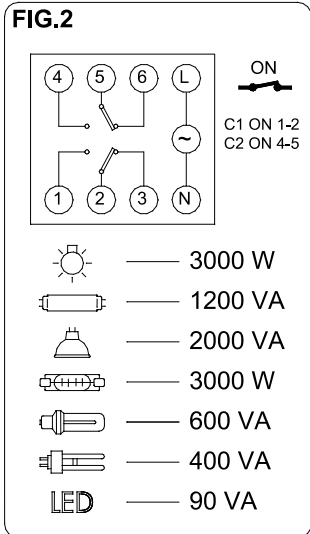 FIG.2
4 5 6 L
ON
~
C1 ON 1-2
C2 ON 4-5
1 2 3 N
3000 W
1200 VA
2000 VA
3000 W
600 VA
400 VA
LED 90 VA